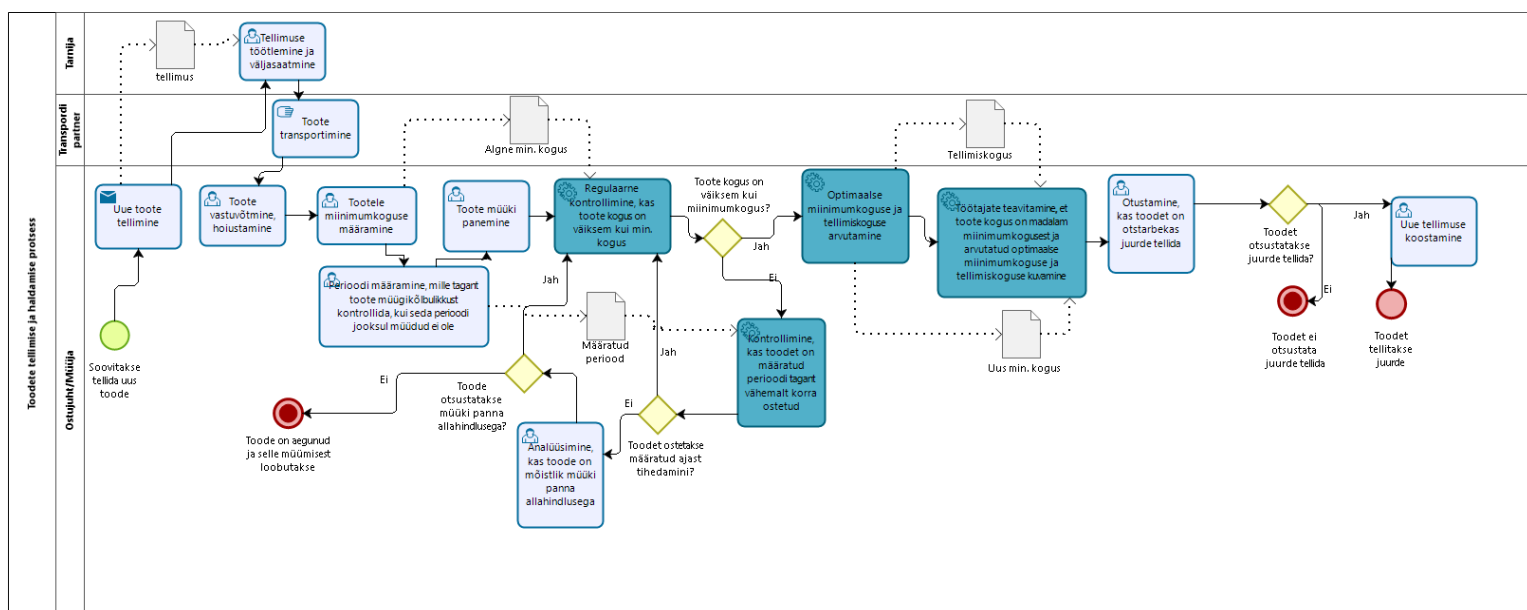 Toodete tellimise ja haldamise protsess
Tarnija
Transpordi
partner
Ostujuht/Müüja
tellimus
Tellimuse
töötlemine ja
väljasaatmine
Toote
transportimine
Algne min. kogus
Tellimiskogus
Uue toote
tellimine
Toote
vastuvõtmine,
hoiustamine
Tootele
miinimumkoguse
määramine
Toote müüki
panemine
Regulaarne
kontrollimine, kas
toote kogus on
väiksem kui min.
kogus
Toote kogus on
väiksem kui
miinimumkogus?
Jah
Ei
Optimaalse
miinimumkoguse ja
tellimiskoguse
arvutamine
Töötajate teavitamine, et
toote kogus on madalam
miinimumkogusest ja
arvutatud optimaalse
miinimumkoguse ja
tellimiskoguse kuvamine
Otustamine,
kas toodet on
otstarbekas
juurde tellida
Toodet
otsustatakse
juurde tellida?
Jah
Ei
Uue tellimuse
koostamine
Perioodi määramine, mille tagant
toote müügikõlbulikkust
kontrollida, kui seda perioodi
jooksul müüdud ei ole
Jah
Määratud
periood
Jah
Kontrollimine,
kas toodet on
määratud
perioodi tagant
vähemalt korra
ostetud
Uus min. kogus
Toodet ei
otsustata
juurde tellida
Toodet
tellitakse
juurde
Soovitakse
tellida uus
toode
Ei
Toode
otsustatakse
müüki panna
allahindlusega?
Ei
Toode on aegunud
ja selle müümisest
loobutakse
Analüüsimine,
kas toode on
mõistlik müüki
panna
allahindlusega
Toodet ostetakse
määratud ajast
tihedamini?